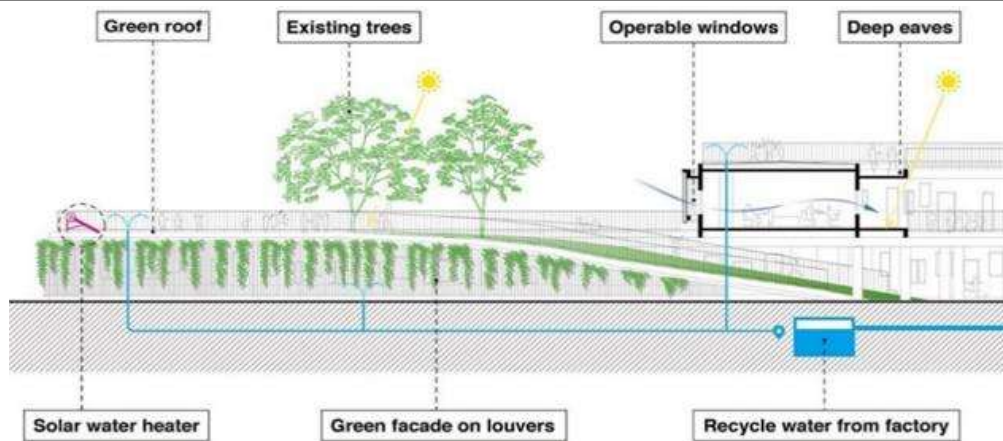 Green roof
Existing trees
Operable windows
Deep eaves
Solar water heater
Green facade on louvers
Recycle water from factory